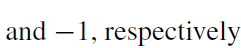 and −1, respectively